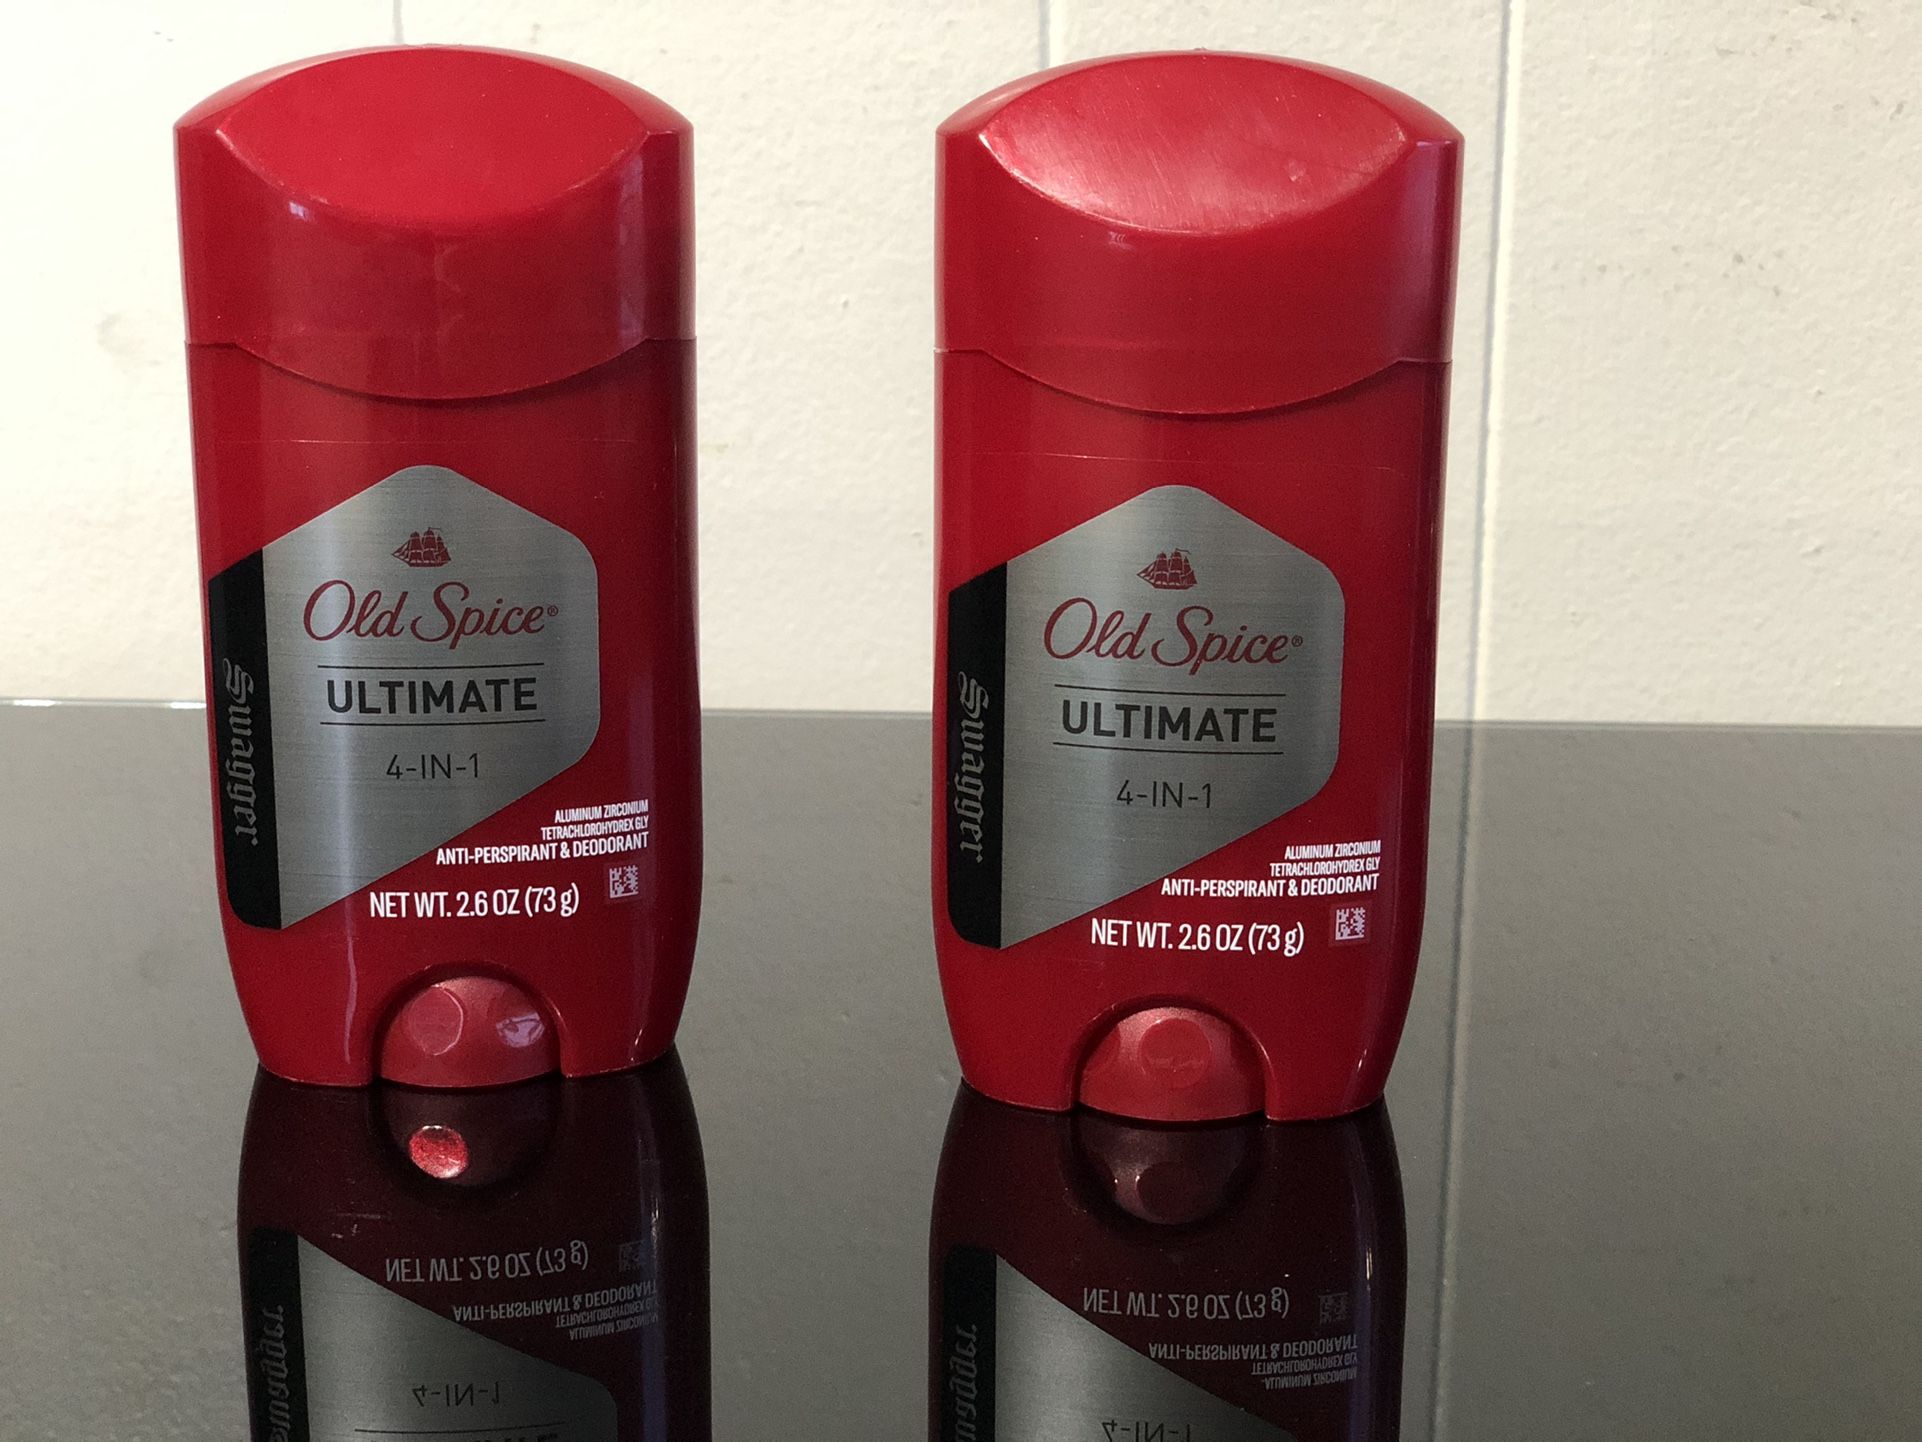 Old Spice®
ULTIMATE
4-IN-1
Swagger
ALUMINUM ZIRCONIUM
TETRACHLOROHYDREX GLY
ANTI-PERSPIRANT & DEODORANT
NET WT. 2.6 OZ (73 g)
Old Spice®
ULTIMATE
4-IN-1
Swagger
ALUMINUM ZIRCONIUM
TETRACHLOROHYDREX GLY
ANTI-PERSPIRANT & DEODORANT
NET WT. 2.6 OZ (73 g)